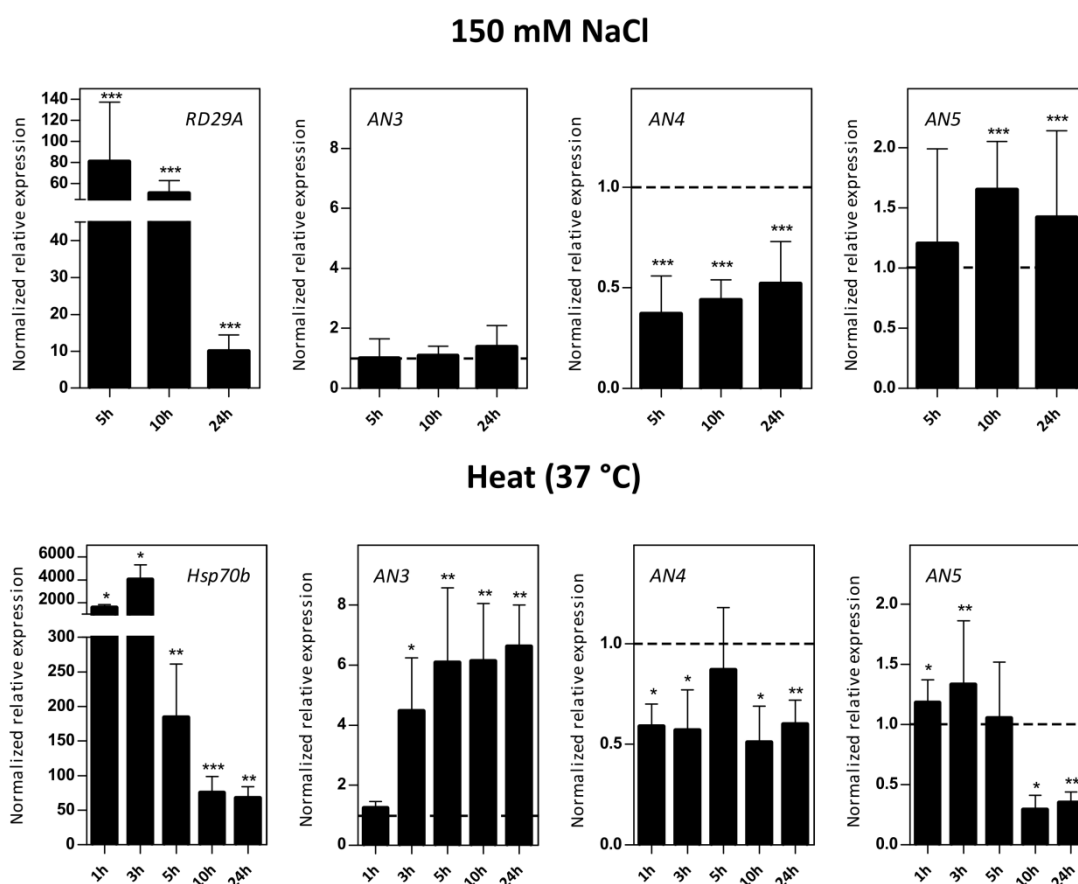 150 mM NaCl
Normalized relative expression
140
120
100
80
60
40
30
20
10
0
***
***
***
RD29A
5h
10h
24h
Normalized relative expression
8
6
4
2
0
AN3
5h
10h
24h
Normalized relative expression
1.0
0.5
0.0
AN4
***
***
***
5h
10h
24h
Normalized relative expression
2.0
1.5
1.0
0.5
0.0
AN5
***
***
5h
10h
24h
Heat (37 °C)
Normalized relative expression
6000
4000
2000
300
250
200
150
100
50
0
*
*
**
***
**
Hsp70b
1h
3h
5h
10h
24h
Normalized relative expression
8
6
4
2
0
AN3
*
**
**
**
1h
3h
5h
10h
24h
Normalized relative expression
1.0
0.5
0.0
AN4
*
*
*
**
1h
3h
5h
10h
24h
Normalized relative expression
2.0
1.5
1.0
0.5
0.0
AN5
*
**
*
**
1h
3h
5h
10h
24h